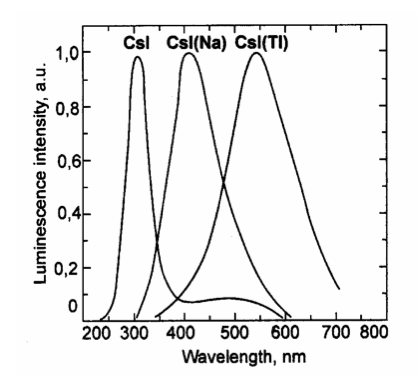 CsI CsI(Na) CsI(Tl)
1,0
0,8
0,6
0,4
0,2
0
Luminescence intensity, a.u.
200 300 400 500 600 700 800
Wavelength, nm